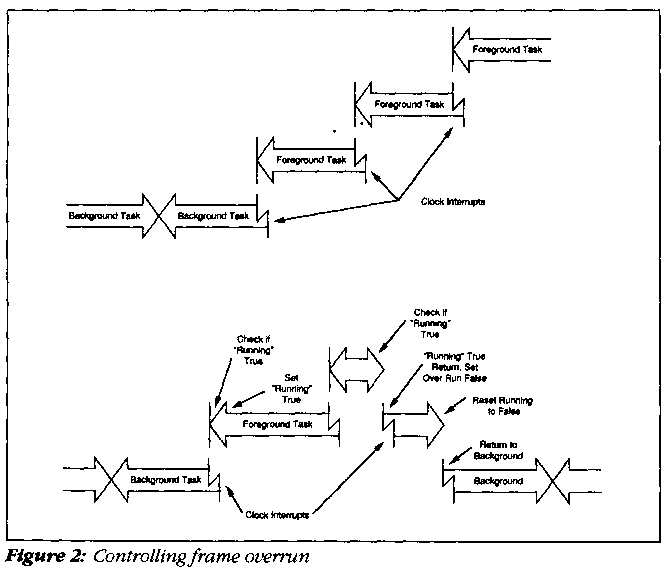 Foreground Task
Foreground Task
Foreground Task
Background Task
Background Task
Clock Interrupts
Check if
"Running"
True
Check if
"Running"
True
Set
"Running"
True
"Running" True
Return, Set
Over Run False
Foreground Task
Reset Running
to False
Return to
Background
Background Task
Background
Clock Interrupts
Figure 2: Controlling frame overrun